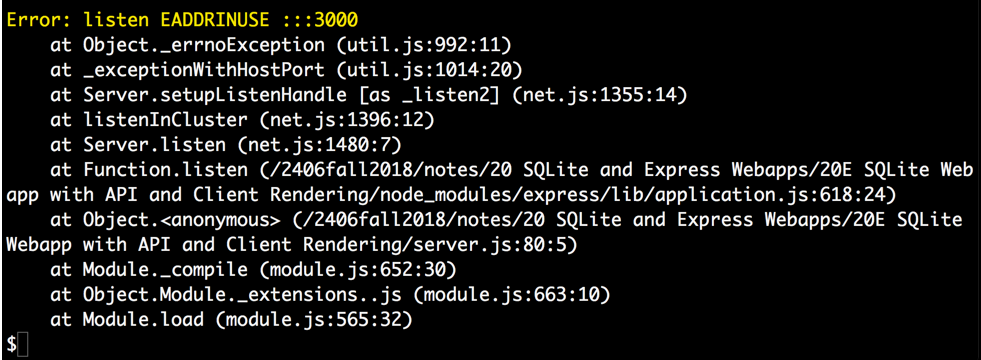 Error: listen EADDRINUSE :::3000
    at Object._errnoException (util.js:992:11)
    at _exceptionWithHostPort (util.js:1014:20)
    at Server.setupListenHandle [as _listen2] (net.js:1355:14)
    at listenInCluster (net.js:1396:12)
    at Server.listen (net.js:1480:7)
    at Function.listen (/2406fall2018/notes/20 SQLite and Express Webapps/20E SQLite Web
app with API and Client Rendering/node_modules/express/lib/application.js:618:24)
    at Object.<anonymous> (/2406fall2018/notes/20 SQLite and Express Webapps/20E SQLite
Webapp with API and Client Rendering/server.js:80:5)
    at Module._compile (module.js:652:30)
    at Object.Module._extensions..js (module.js:663:10)
    at Module.load (module.js:565:32)
$